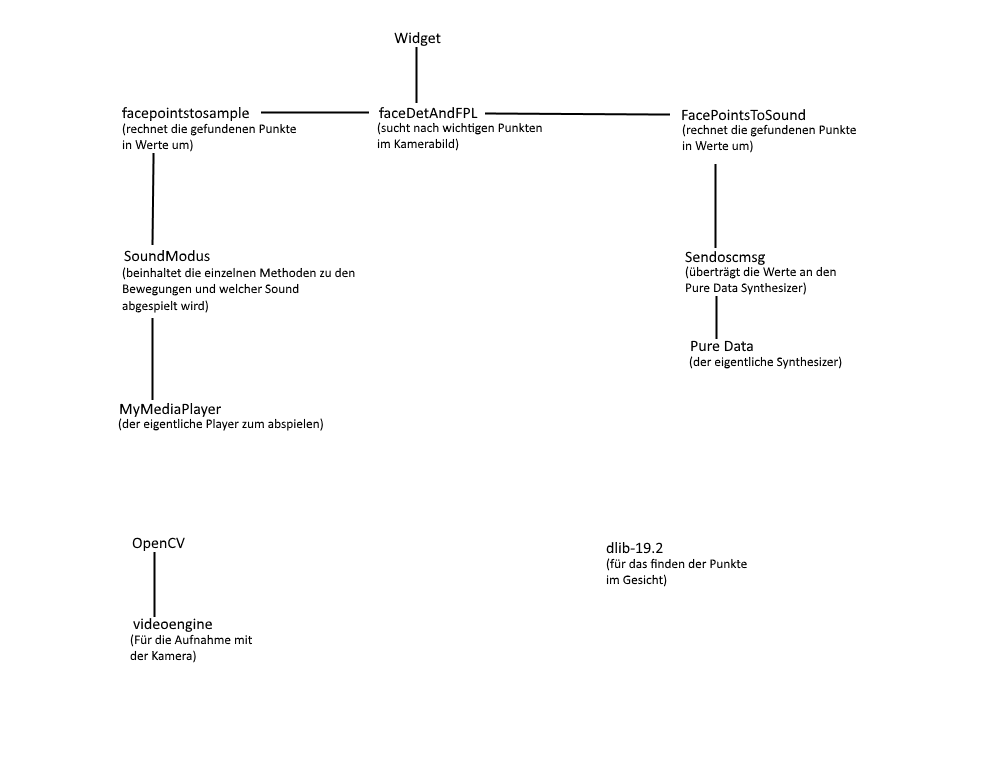 Widget
facepointstosample
(rechnet die gefundenen Punkte
in Werte um)
faceDetAndFPL
(sucht nach wichtigen Punkten
im Kamerabild)
FacePointsToSound
(rechnet die gefundenen Punkte
in Werte um)
SoundModus
(beinhaltet die einzelnen Methoden zu den
Bewegungen und welcher Sound
abgespielt wird)
Sendoscmsg
(überträgt die Werte an den
Pure Data Synthesizer)
Pure Data
(der eigentliche Synthesizer)
MyMediaPlayer
(der eigentliche Player zum abspielen)
OpenCV
videoengine
(Für die Aufnahme mit
der Kamera)
dlib-19.2
(für das finden der Punkte
im Gesicht)